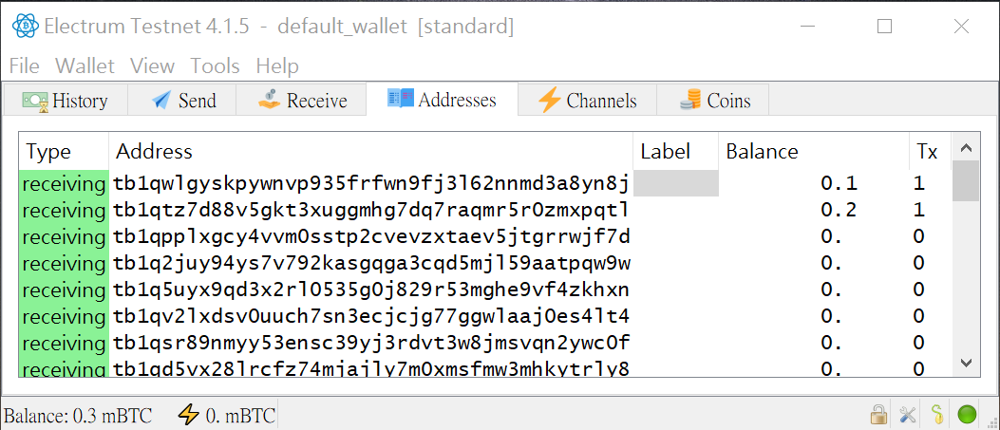 Electrum Testnet 4.1.5 - default_wallet [standard]
File Wallet View Tools Help
History Send Receive Addresses Channels Coins
Type Address Label Balance Tx
receiving tb1qwlgyskpywnvp935frfwn9fj3l62nnmd3a8yn8j 0.1 1
receiving tb1qtz7d88v5gkt3xuggmhg7dq7raqmr5r0zmxpqtl 0.2 1
receiving tb1qpplxgcy4vvm0sstp2cvevzxtaev5jtgrrwjf7d 0. 0
receiving tb1q2juy94ys7v792kasgqga3cqd5mjl59aatpqw9w 0. 0
receiving tb1q5uyx9qd3x2rl0535g0j829r53mghe9vf4zkhxn 0. 0
receiving tb1qv2lxdsv0uuch7sn3ecjcjg77ggwlaaj0es4lt4 0. 0
receiving tb1qsr89nmyy53ensc39yj3rdvt3w8jmsvqn2ywc0f 0. 0
receiving tb1qd5vx28lrcfz74mjajly7m0xmsfmw3mhkytrly8 0. 0
Balance: 0.3 mBTC 0. mBTC